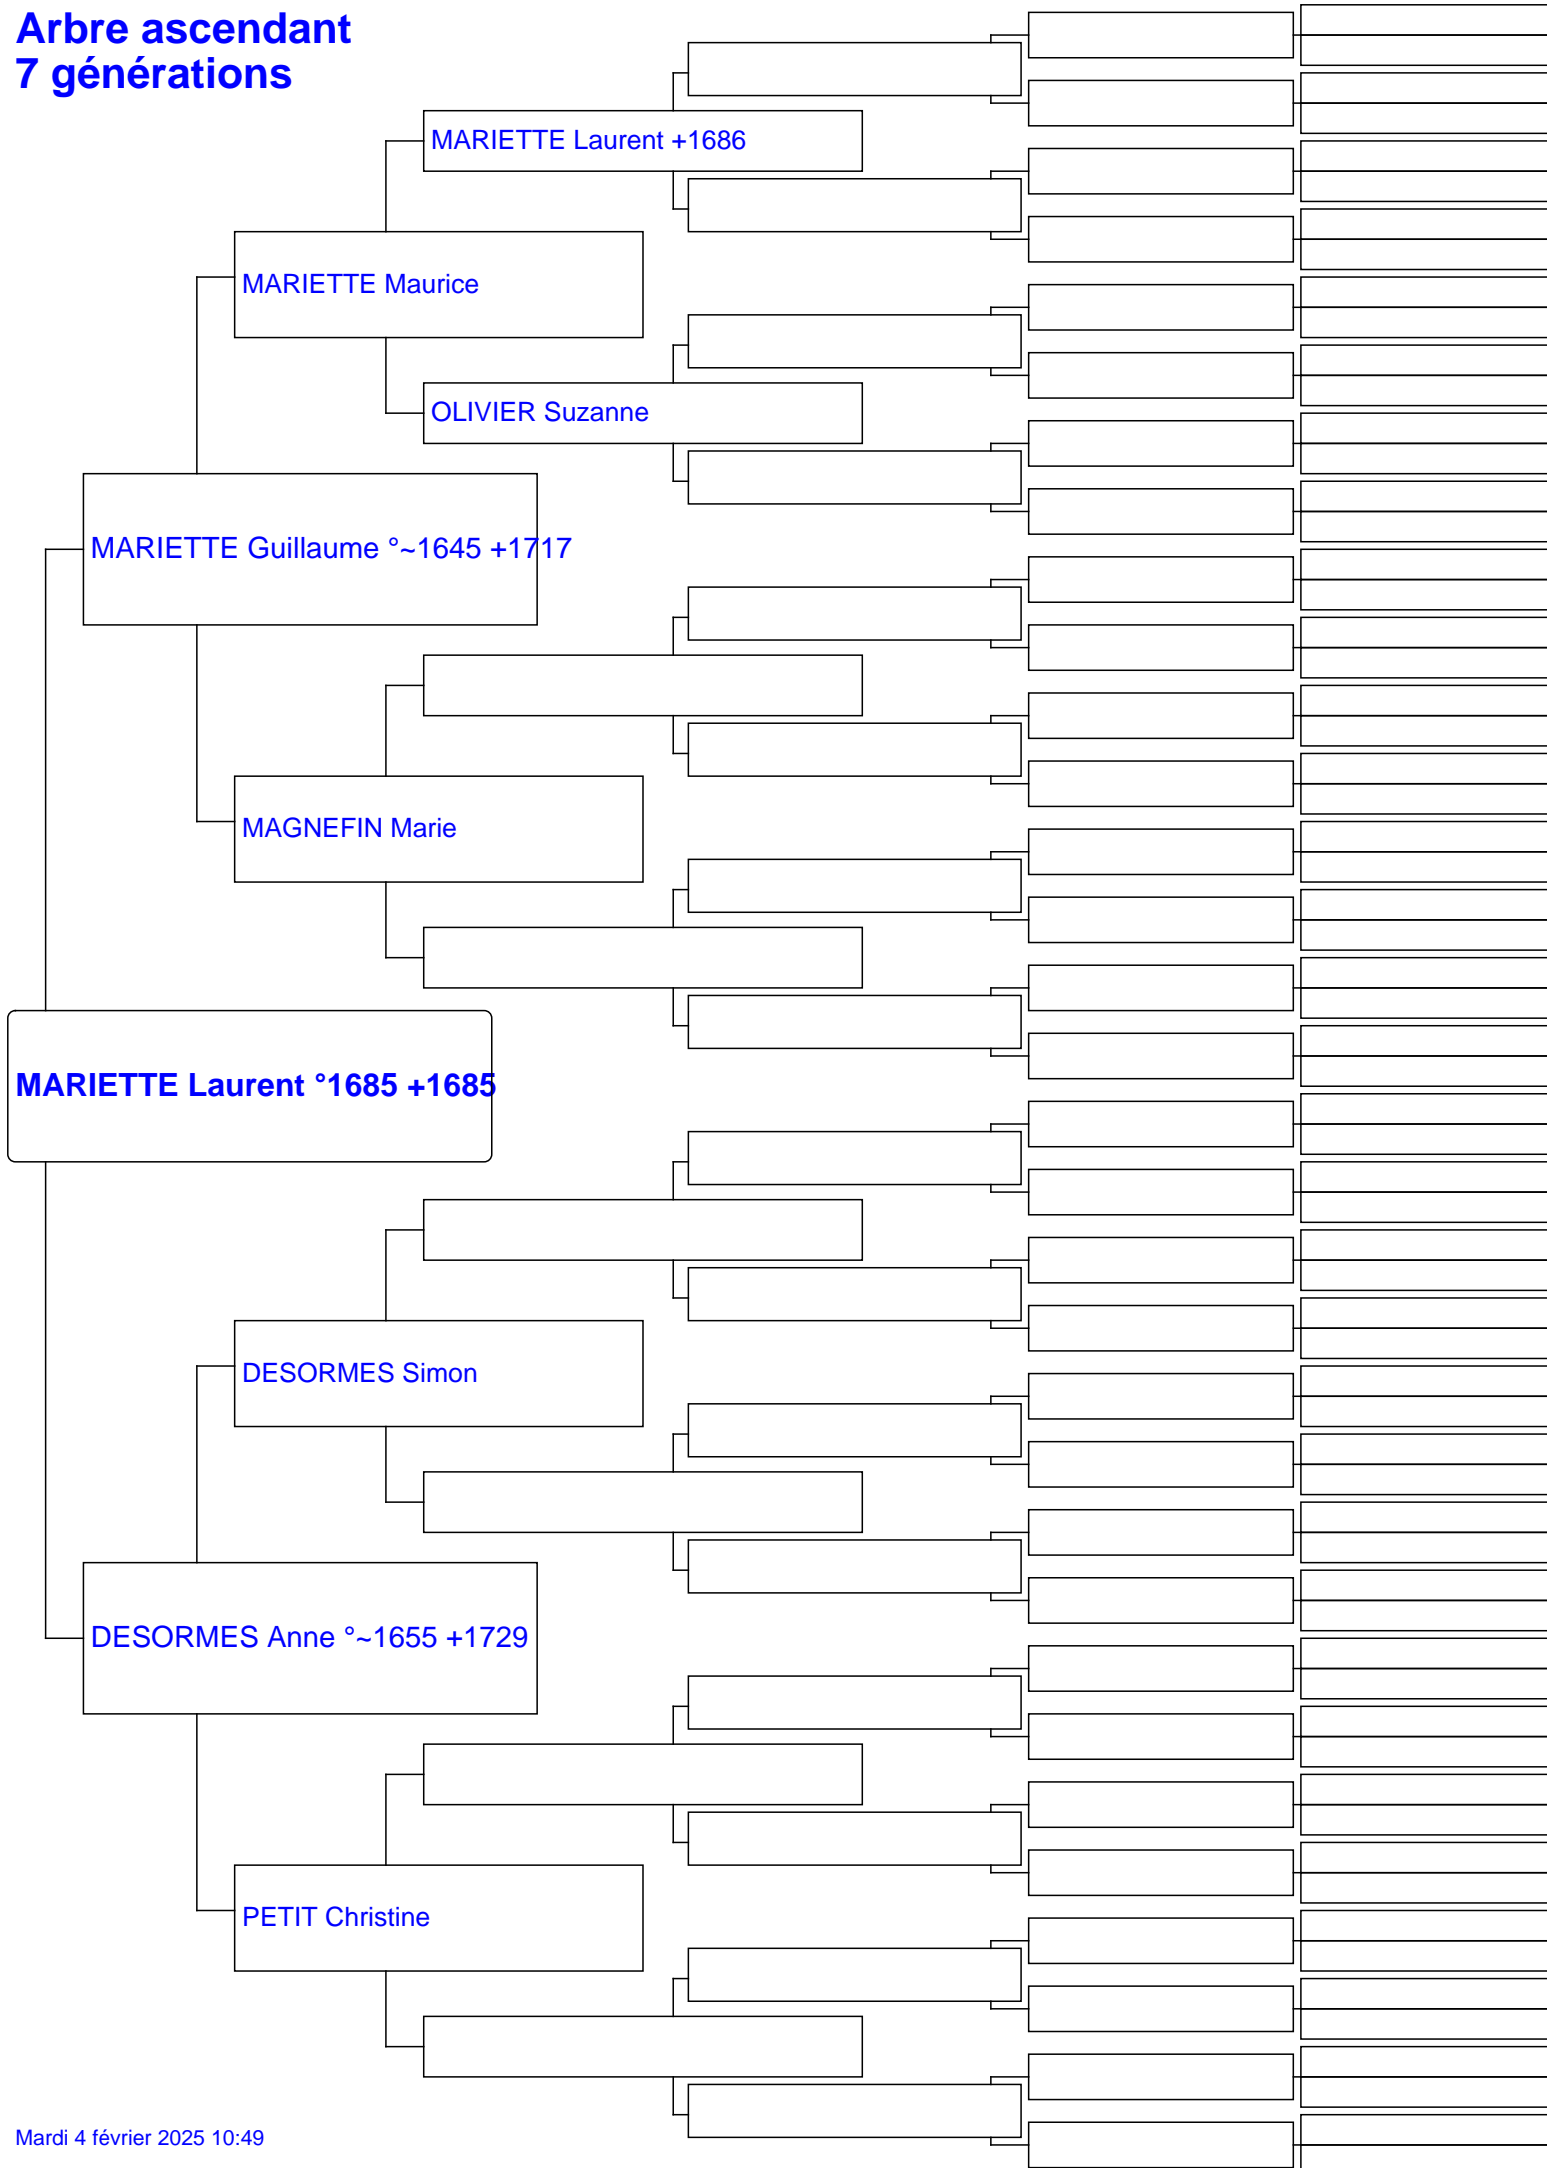 Arbre ascendant
7 générations
MARIETTE Laurent +1686
MARIETTE Maurice
OLIVIER Suzanne
MARIETTE Guillaume °~1645 +1717
MAGNEFIN Marie
MARIETTE Laurent °1685 +1685
DESORMES Simon
DESORMES Anne °~1655 +1729
PETIT Christine
Mardi 4 février 2025 10:49